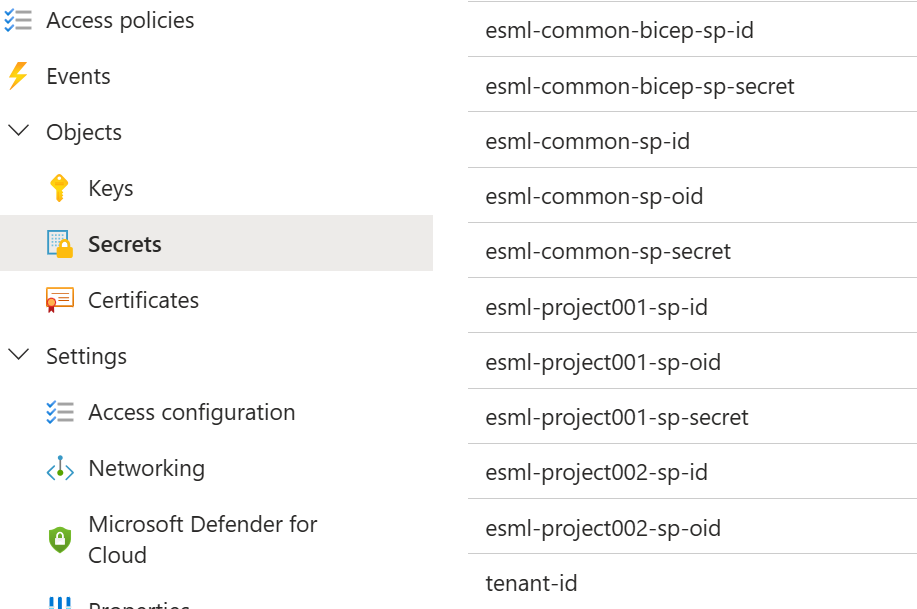 Access policies
Events
Objects
Keys
Secrets
Certificates
Settings
Access configuration
Networking
Microsoft Defender for
Cloud
Properties
esml-common-bicep-sp-id
esml-common-bicep-sp-secret
esml-common-sp-id
esml-common-sp-oid
esml-common-sp-secret
esml-project001-sp-id
esml-project001-sp-oid
esml-project001-sp-secret
esml-project002-sp-id
esml-project002-sp-oid
tenant-id